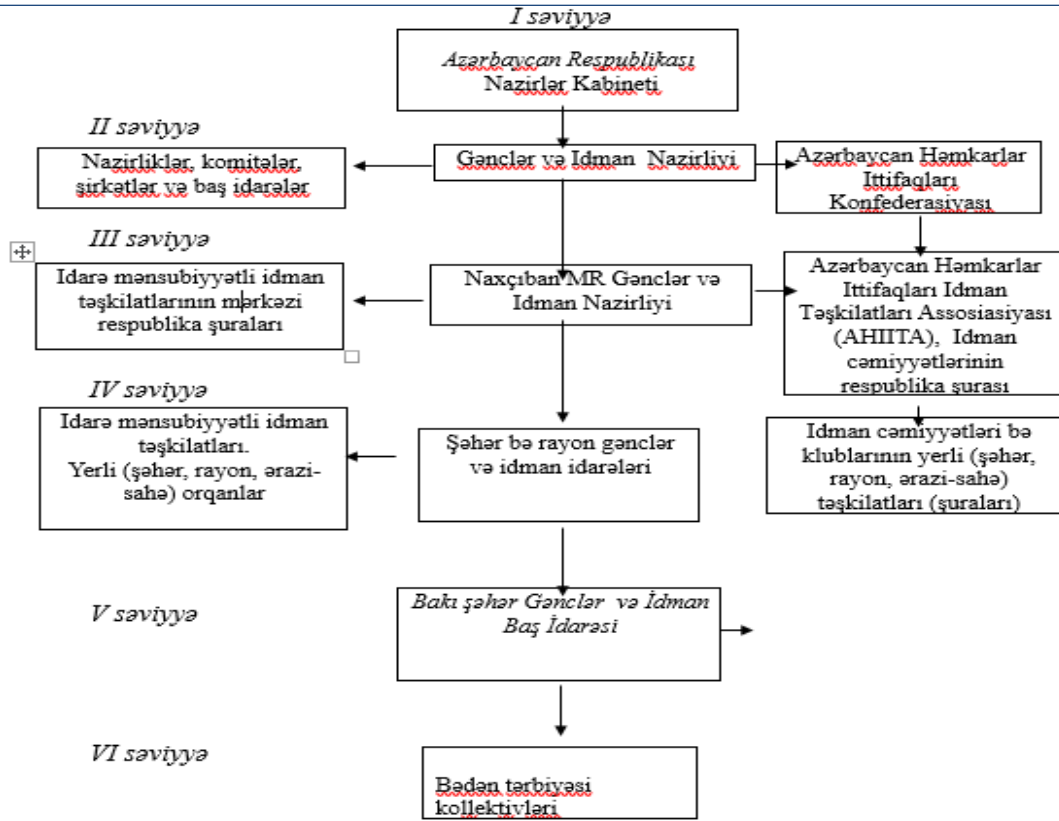 I səviyyə
Azərbaycan Respublikası
Nazirlər Kabineti
II səviyyə
Nazirliklər, komitələr,
şirkətlər və baş idarələr
Gənclər və Idman Nazirliyi
Azərbaycan Həmkarlar
Ittifaqları
Konfederasiyası
III səviyyə
Idarə mənsubiyyətli idman
təşkilatlarının mərkəzi
respublika şuraları
Naxçıban MR Gənclər və
Idman Nazirliyi
Azərbaycan Həmkarlar
Ittifaqları Idman
Təşkilatları Assosiasiyası
(AHIITA), Idman
cəmiyyətlərinin
respublika şurası
IV səviyyə
Idarə mənsubiyyətli idman
təşkilatları.
Yerli (şəhər, rayon, ərazi-
sahə) orqanlar
Şəhər bə rayon gənclər
və idman idarələri
Idman cəmiyyətləri bə
klublarının yerli (şəhər,
rayon, ərazi-sahə)
təşkilatları (şuraları)
V səviyyə
Bakı şəhər Gənclər və İdman
Baş İdarəsi
VI səviyyə
Bədən tərbiyəsi
kollektivləri